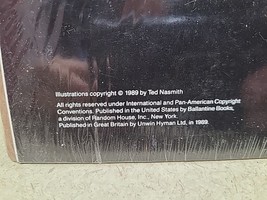 Illustrations copyright © 1989 by Ted Nasmith
All rights reserved under International and Pan-American Copyright
Conventions. Published in the United States by Ballantine Books,
a division of Random House, Inc., New York.
Published in Great Britain by Unwin Hyman Ltd. in 1989.